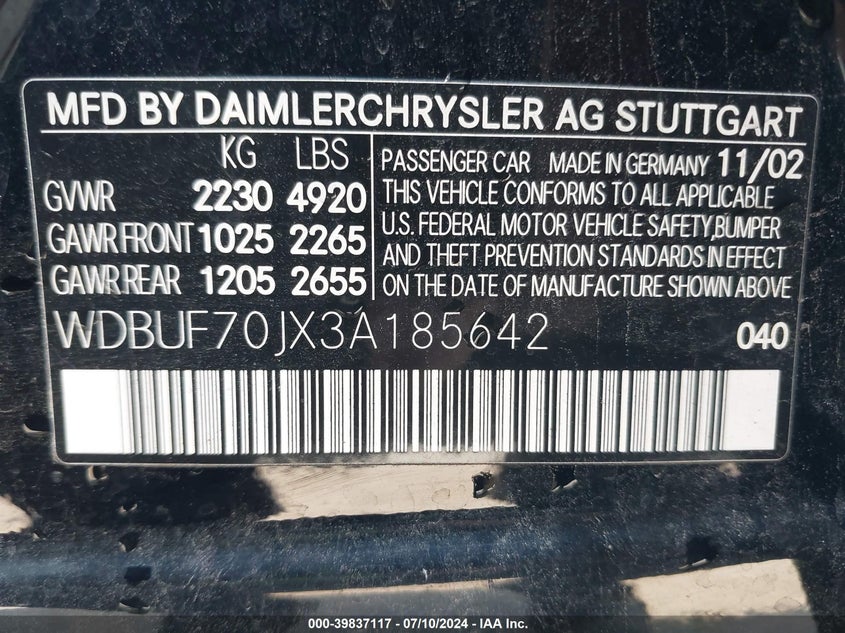 MFD BY DAIMLERCHRYSLER AG STUTTGART
KG LBS
GVWR 2230 4920
GAWR FRONT 1025 2265
GAWR REAR 1205 2655
PASSENGER CAR MADE IN GERMANY 11/02
THIS VEHICLE CONFORMS TO ALL APPLICABLE
U.S. FEDERAL MOTOR VEHICLE SAFETY,BUMPER
AND THEFT PREVENTION STANDARDS IN EFFECT
ON THE DATE OF MANUFACTURE SHOWN ABOVE
WDBUF70JX3A185642 040
000-39837117 - 07/10/2024 - IAA Inc.